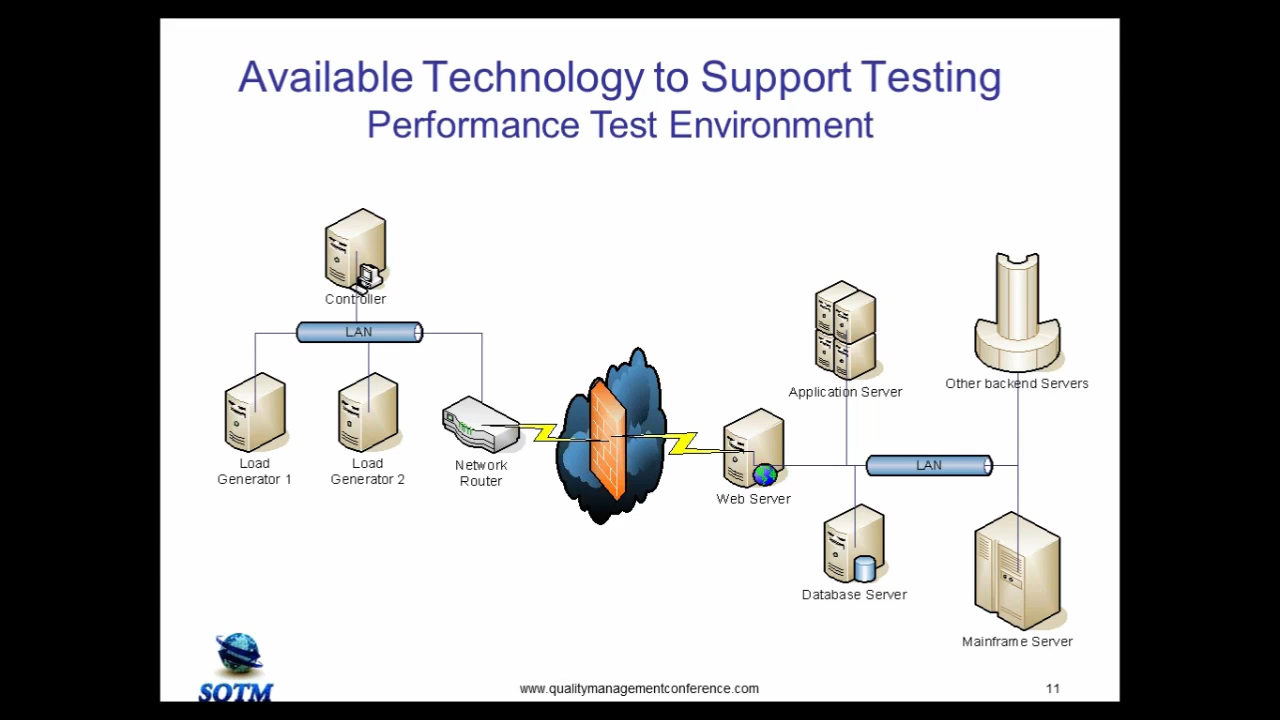 Available Technology to Support Testing
Performance Test Environment
Controller
LAN
Load
Generator 1
Load
Generator 2
Network
Router
Application Server
Other backend Servers
Web Server
LAN
Database Server
Mainframe Server
SOTM
www.qualitymanagementconference.com
11